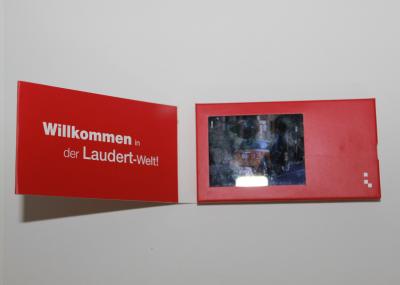 Willkommen in
der Laudert-Welt!